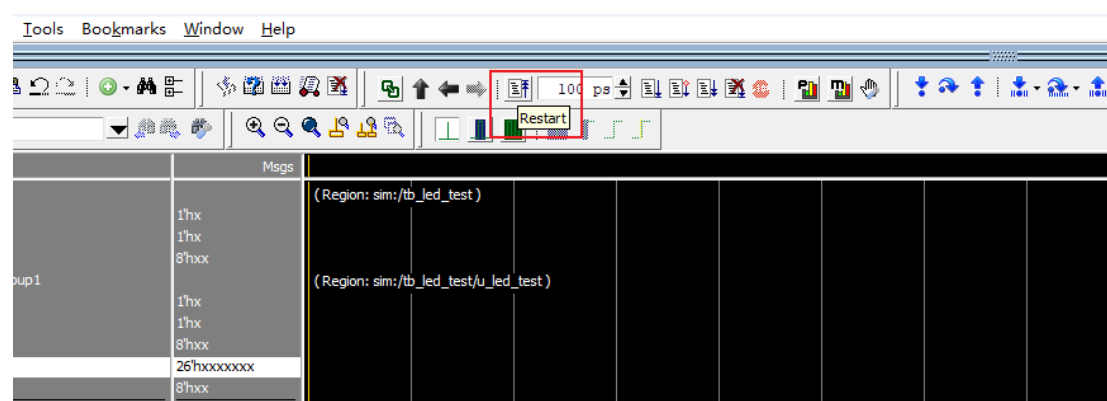 Tools Bookmarks Window Help
100 ps
Restart
Msgs
(Region: sim:/tb_led_test)
1'hx
1'hx
8'hxx
(Region: sim:/tb_led_test/u_led_test)
1'hx
1'hx
8'hxx
26'hxxxxxxx
8'hxx